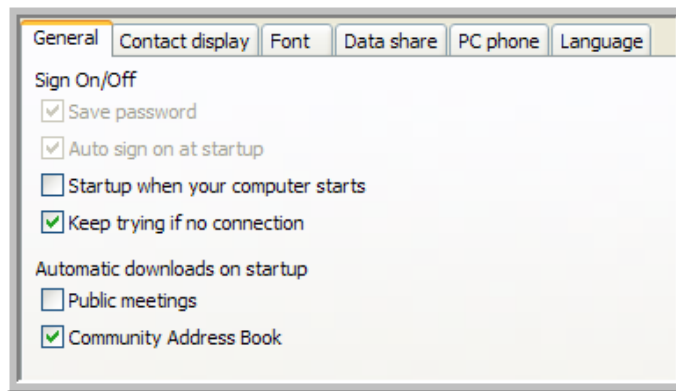 General Contact display Font Data share PC phone Language
Sign On/Off
Save password
Auto sign on at startup
Startup when your computer starts
Keep trying if no connection
Automatic downloads on startup
Public meetings
Community Address Book